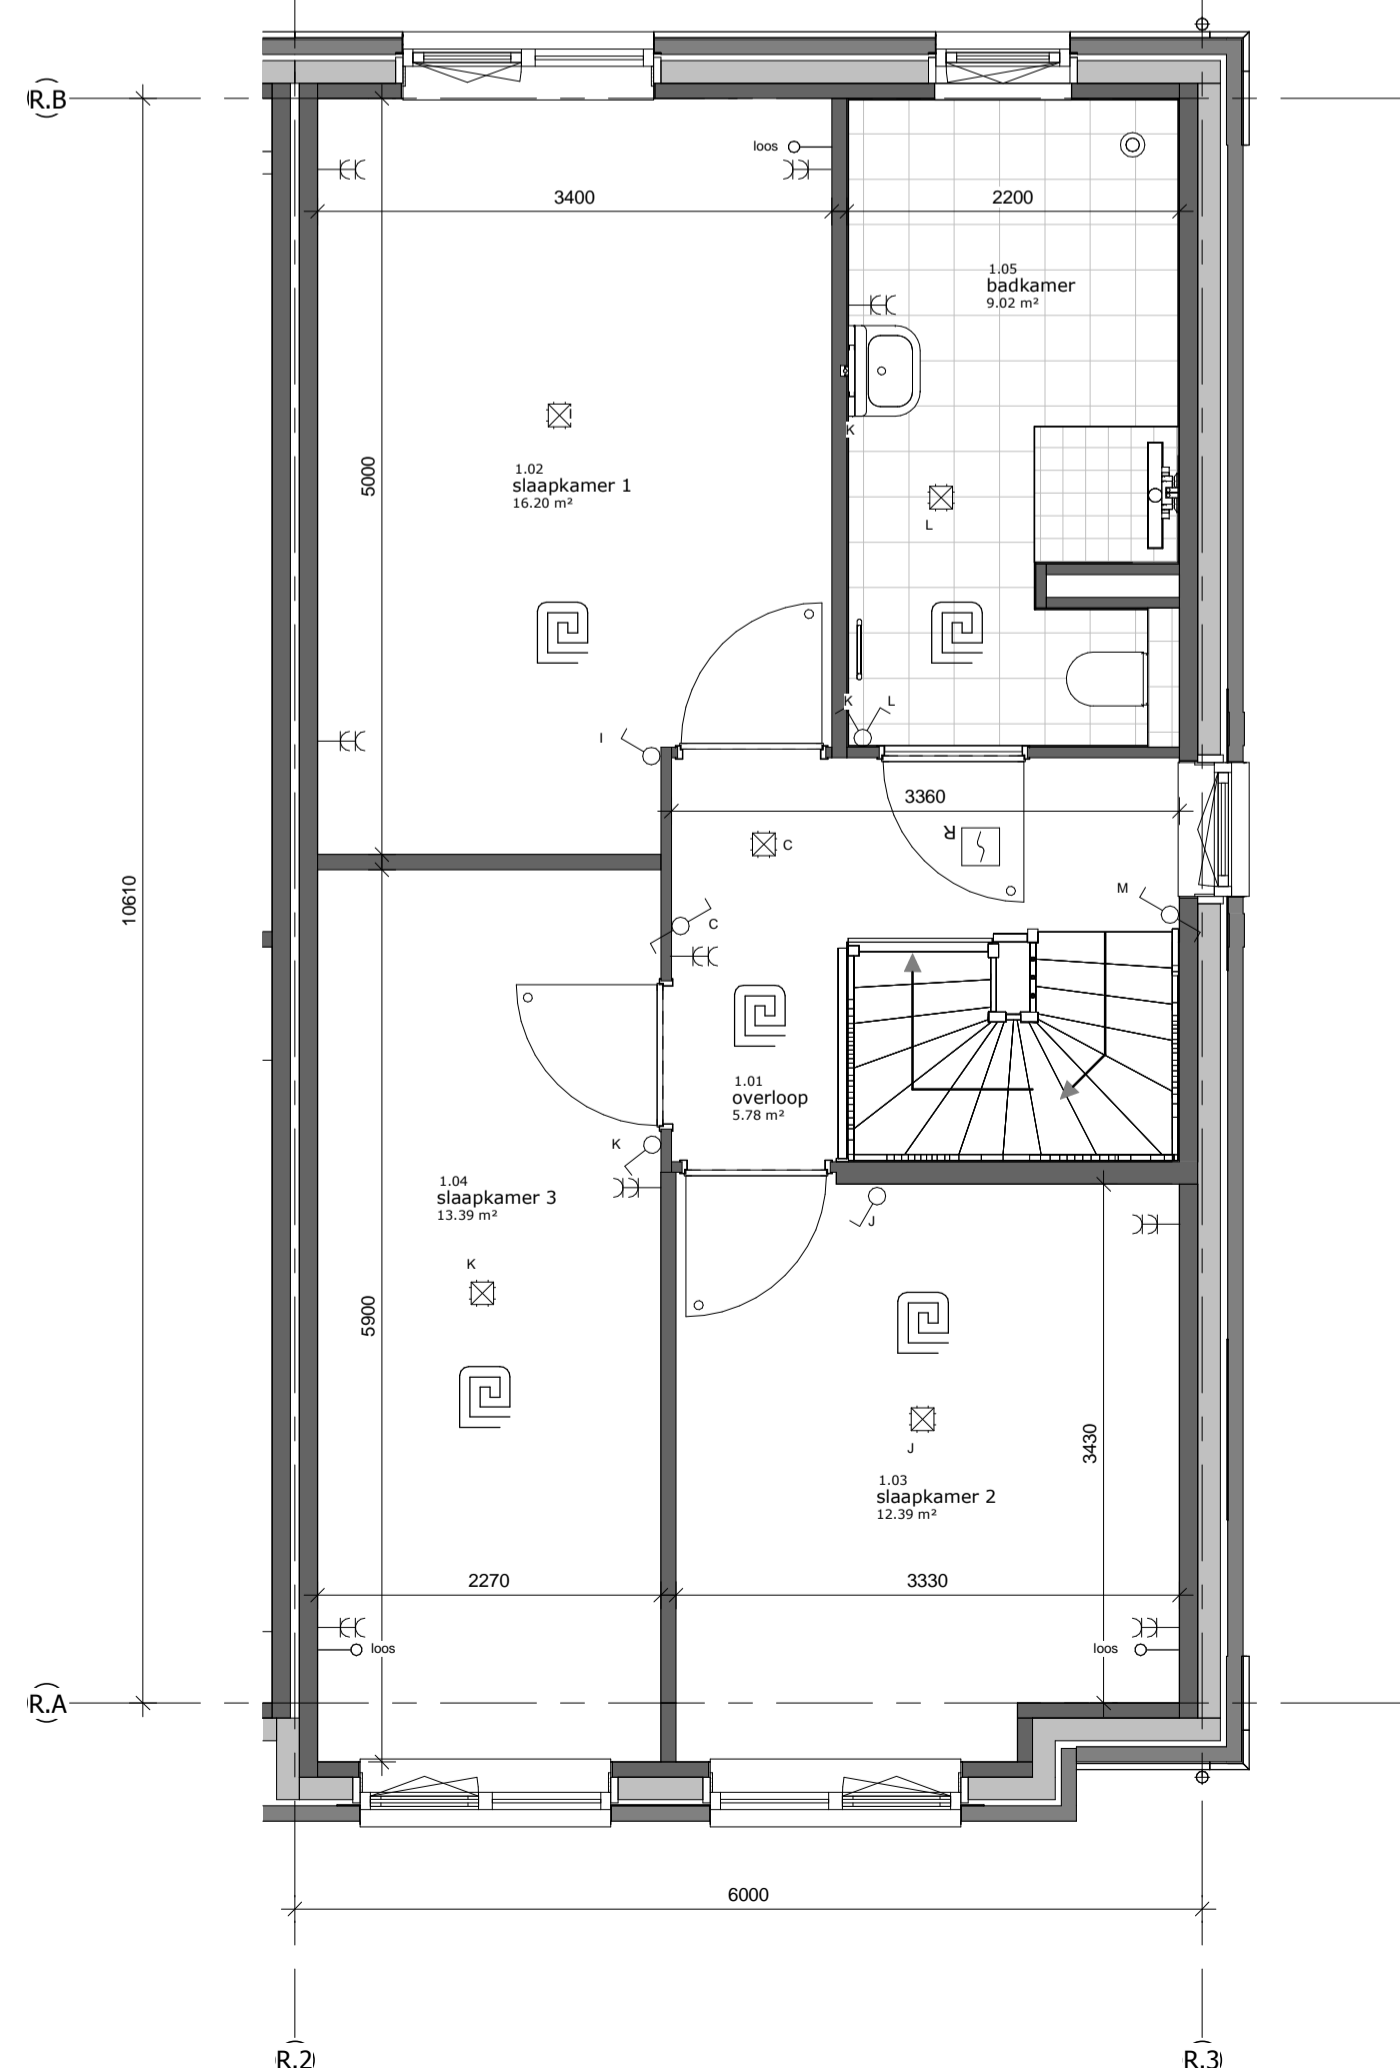 R.B
loos
3400
2200
1.05
badkamer
9.02 m²
K
5000
1.02
slaapkamer 1
16.20 m²
L
K
L
I
3360
C
R
M
10610
C
1.01
overloop
5.78 m²
K
1.04
slaapkamer 3
13.39 m²
J
K
5900
J
3430
1.03
slaapkamer 2
12.39 m²
2270
3330
loos
loos
R.A
6000
R.2
R.3